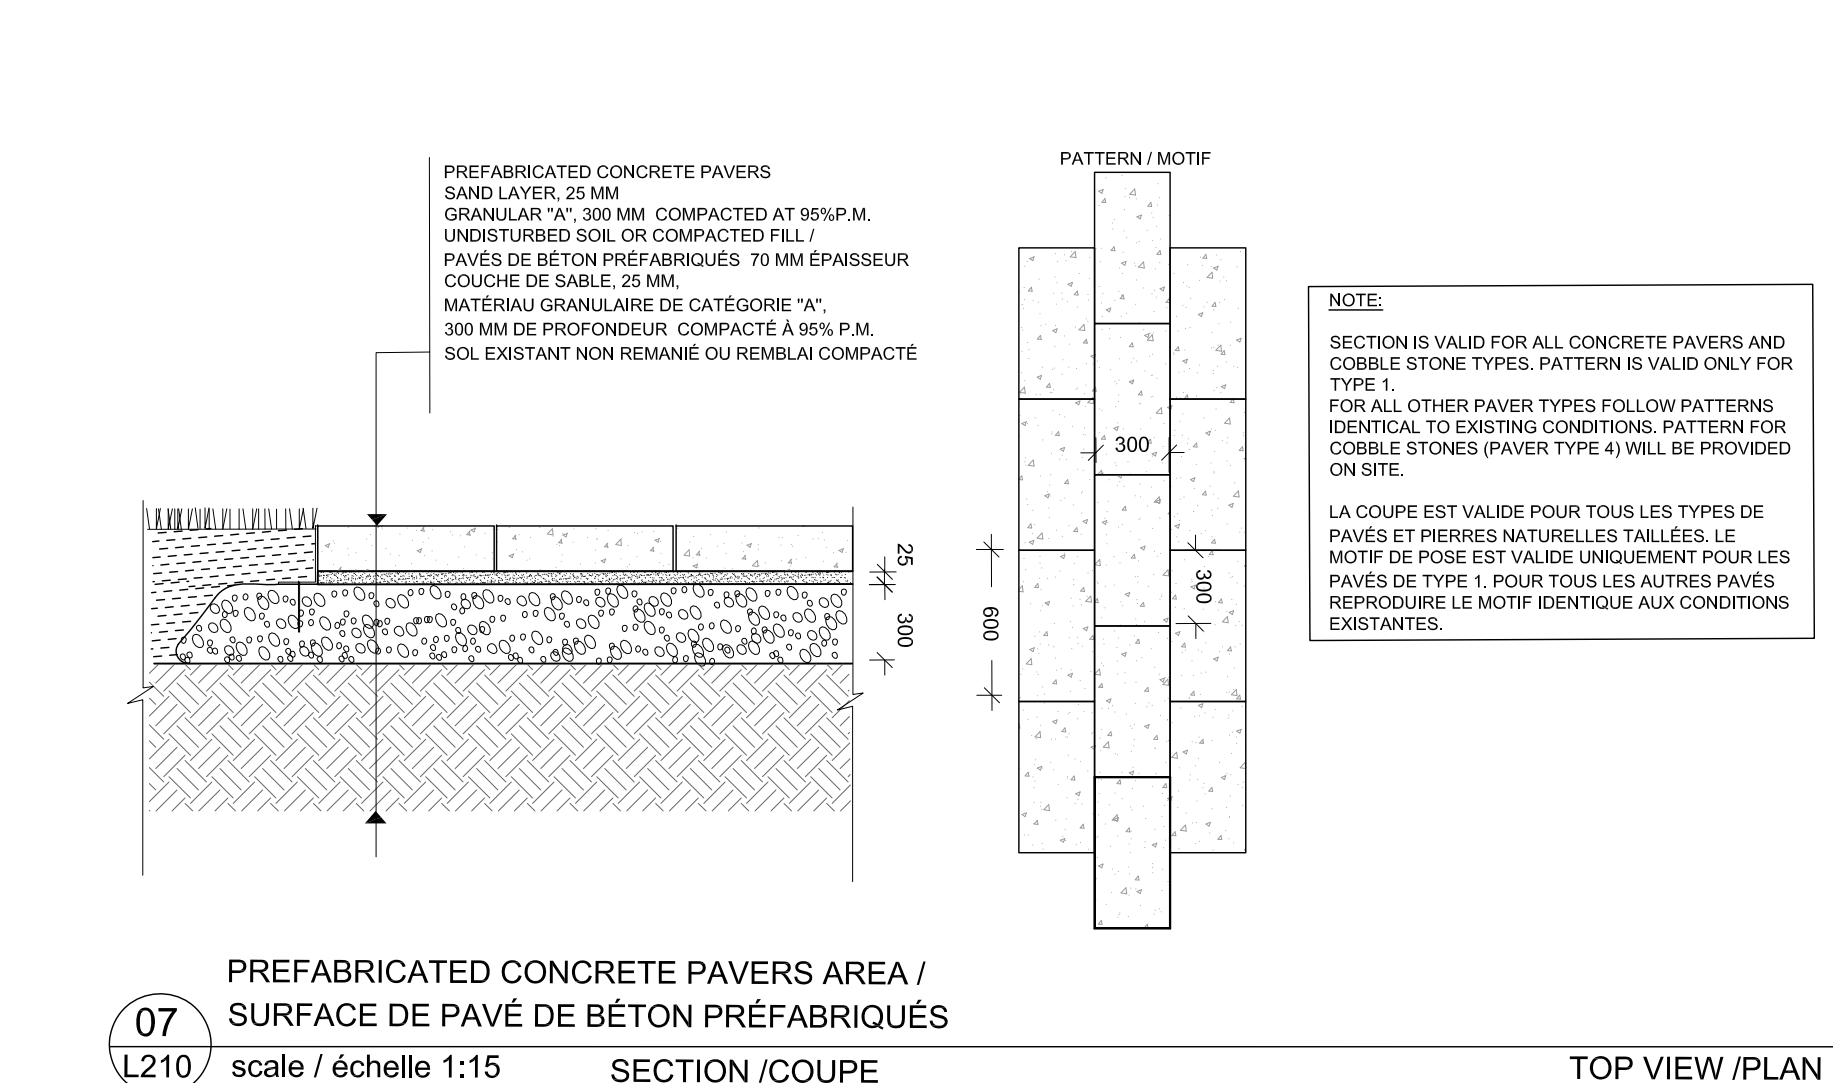 PREFABRICATED CONCRETE PAVERS
SAND LAYER, 25 MM
GRANULAR "A", 300 MM COMPACTED AT 95%P.M.
UNDISTURBED SOIL OR COMPACTED FILL /
PAVÉS DE BÉTON PRÉFABRIQUÉS 70 MM ÉPAISSEUR
COUCHE DE SABLE, 25 MM,
MATÉRIAU GRANULAIRE DE CATÉGORIE "A",
300 MM DE PROFONDEUR COMPACTÉ À 95% P.M.
SOL EXISTANT NON REMANIÉ OU REMBLAI COMPACTÉ
25
300
PATTERN / MOTIF
300
300
600
NOTE:
SECTION IS VALID FOR ALL CONCRETE PAVERS AND
COBBLE STONE TYPES. PATTERN IS VALID ONLY FOR
TYPE 1.
FOR ALL OTHER PAVER TYPES FOLLOW PATTERNS
IDENTICAL TO EXISTING CONDITIONS. PATTERN FOR
COBBLE STONES (PAVER TYPE 4) WILL BE PROVIDED
ON SITE.
LA COUPE EST VALIDE POUR TOUS LES TYPES DE
PAVÉS ET PIERRES NATURELLES TAILLÉES. LE
MOTIF DE POSE EST VALIDE UNIQUEMENT POUR LES
PAVÉS DE TYPE 1. POUR TOUS LES AUTRES PAVÉS
REPRODUIRE LE MOTIF IDENTIQUE AUX CONDITIONS
EXISTANTES.
PREFABRICATED CONCRETE PAVERS AREA /
SURFACE DE PAVÉ DE BÉTON PRÉFABRIQUÉS
07
L210
scale / échelle 1:15
SECTION /COUPE
TOP VIEW /PLAN